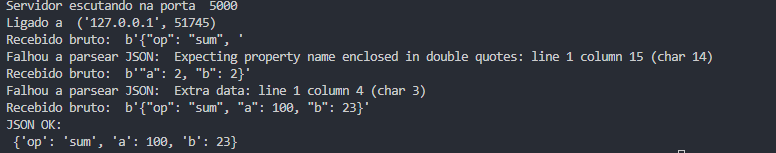 Servidor escutando na porta  5000
Ligado a  ('127.0.0.1', 51745)
Recebido bruto:  b'{"op": "sum", '
Falhou a parsear JSON:  Expecting property name enclosed in double quotes: line 1 column 15 (char 14)
Recebido bruto:  b'"a": 2, "b": 2}'
Falhou a parsear JSON:  Extra data: line 1 column 4 (char 3)
Recebido bruto:  b'{"op": "sum", "a": 100, "b": 23}'
JSON OK:
 {'op': 'sum', 'a': 100, 'b': 23}